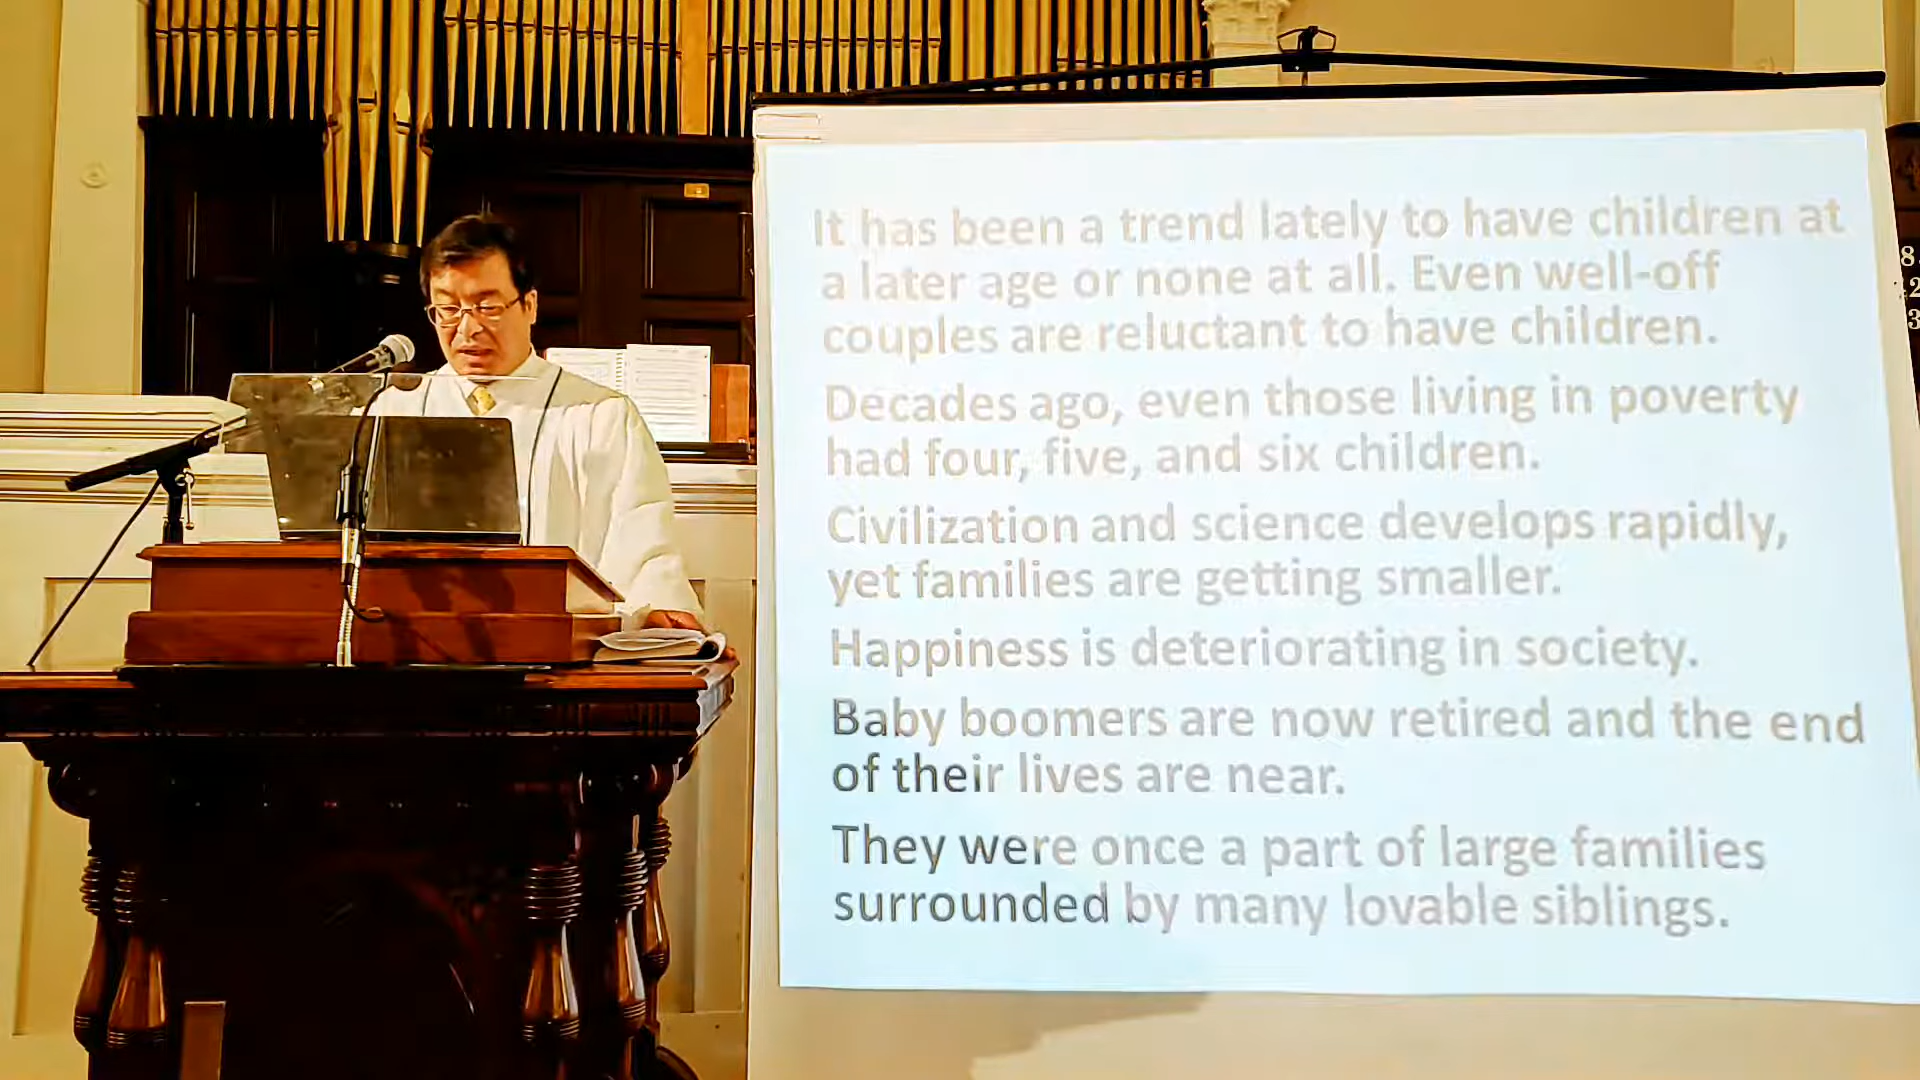 It has been a trend lately to have children at
a later age or none at all. Even well-off
couples are reluctant to have children.
Decades ago, even those living in poverty
had four, five, and six children.
Civilization and science develops rapidly,
yet families are getting smaller.
Happiness is deteriorating in society.
Baby boomers are now retired and the end
of their lives are near.
They were once a part of large families
surrounded by many lovable siblings.